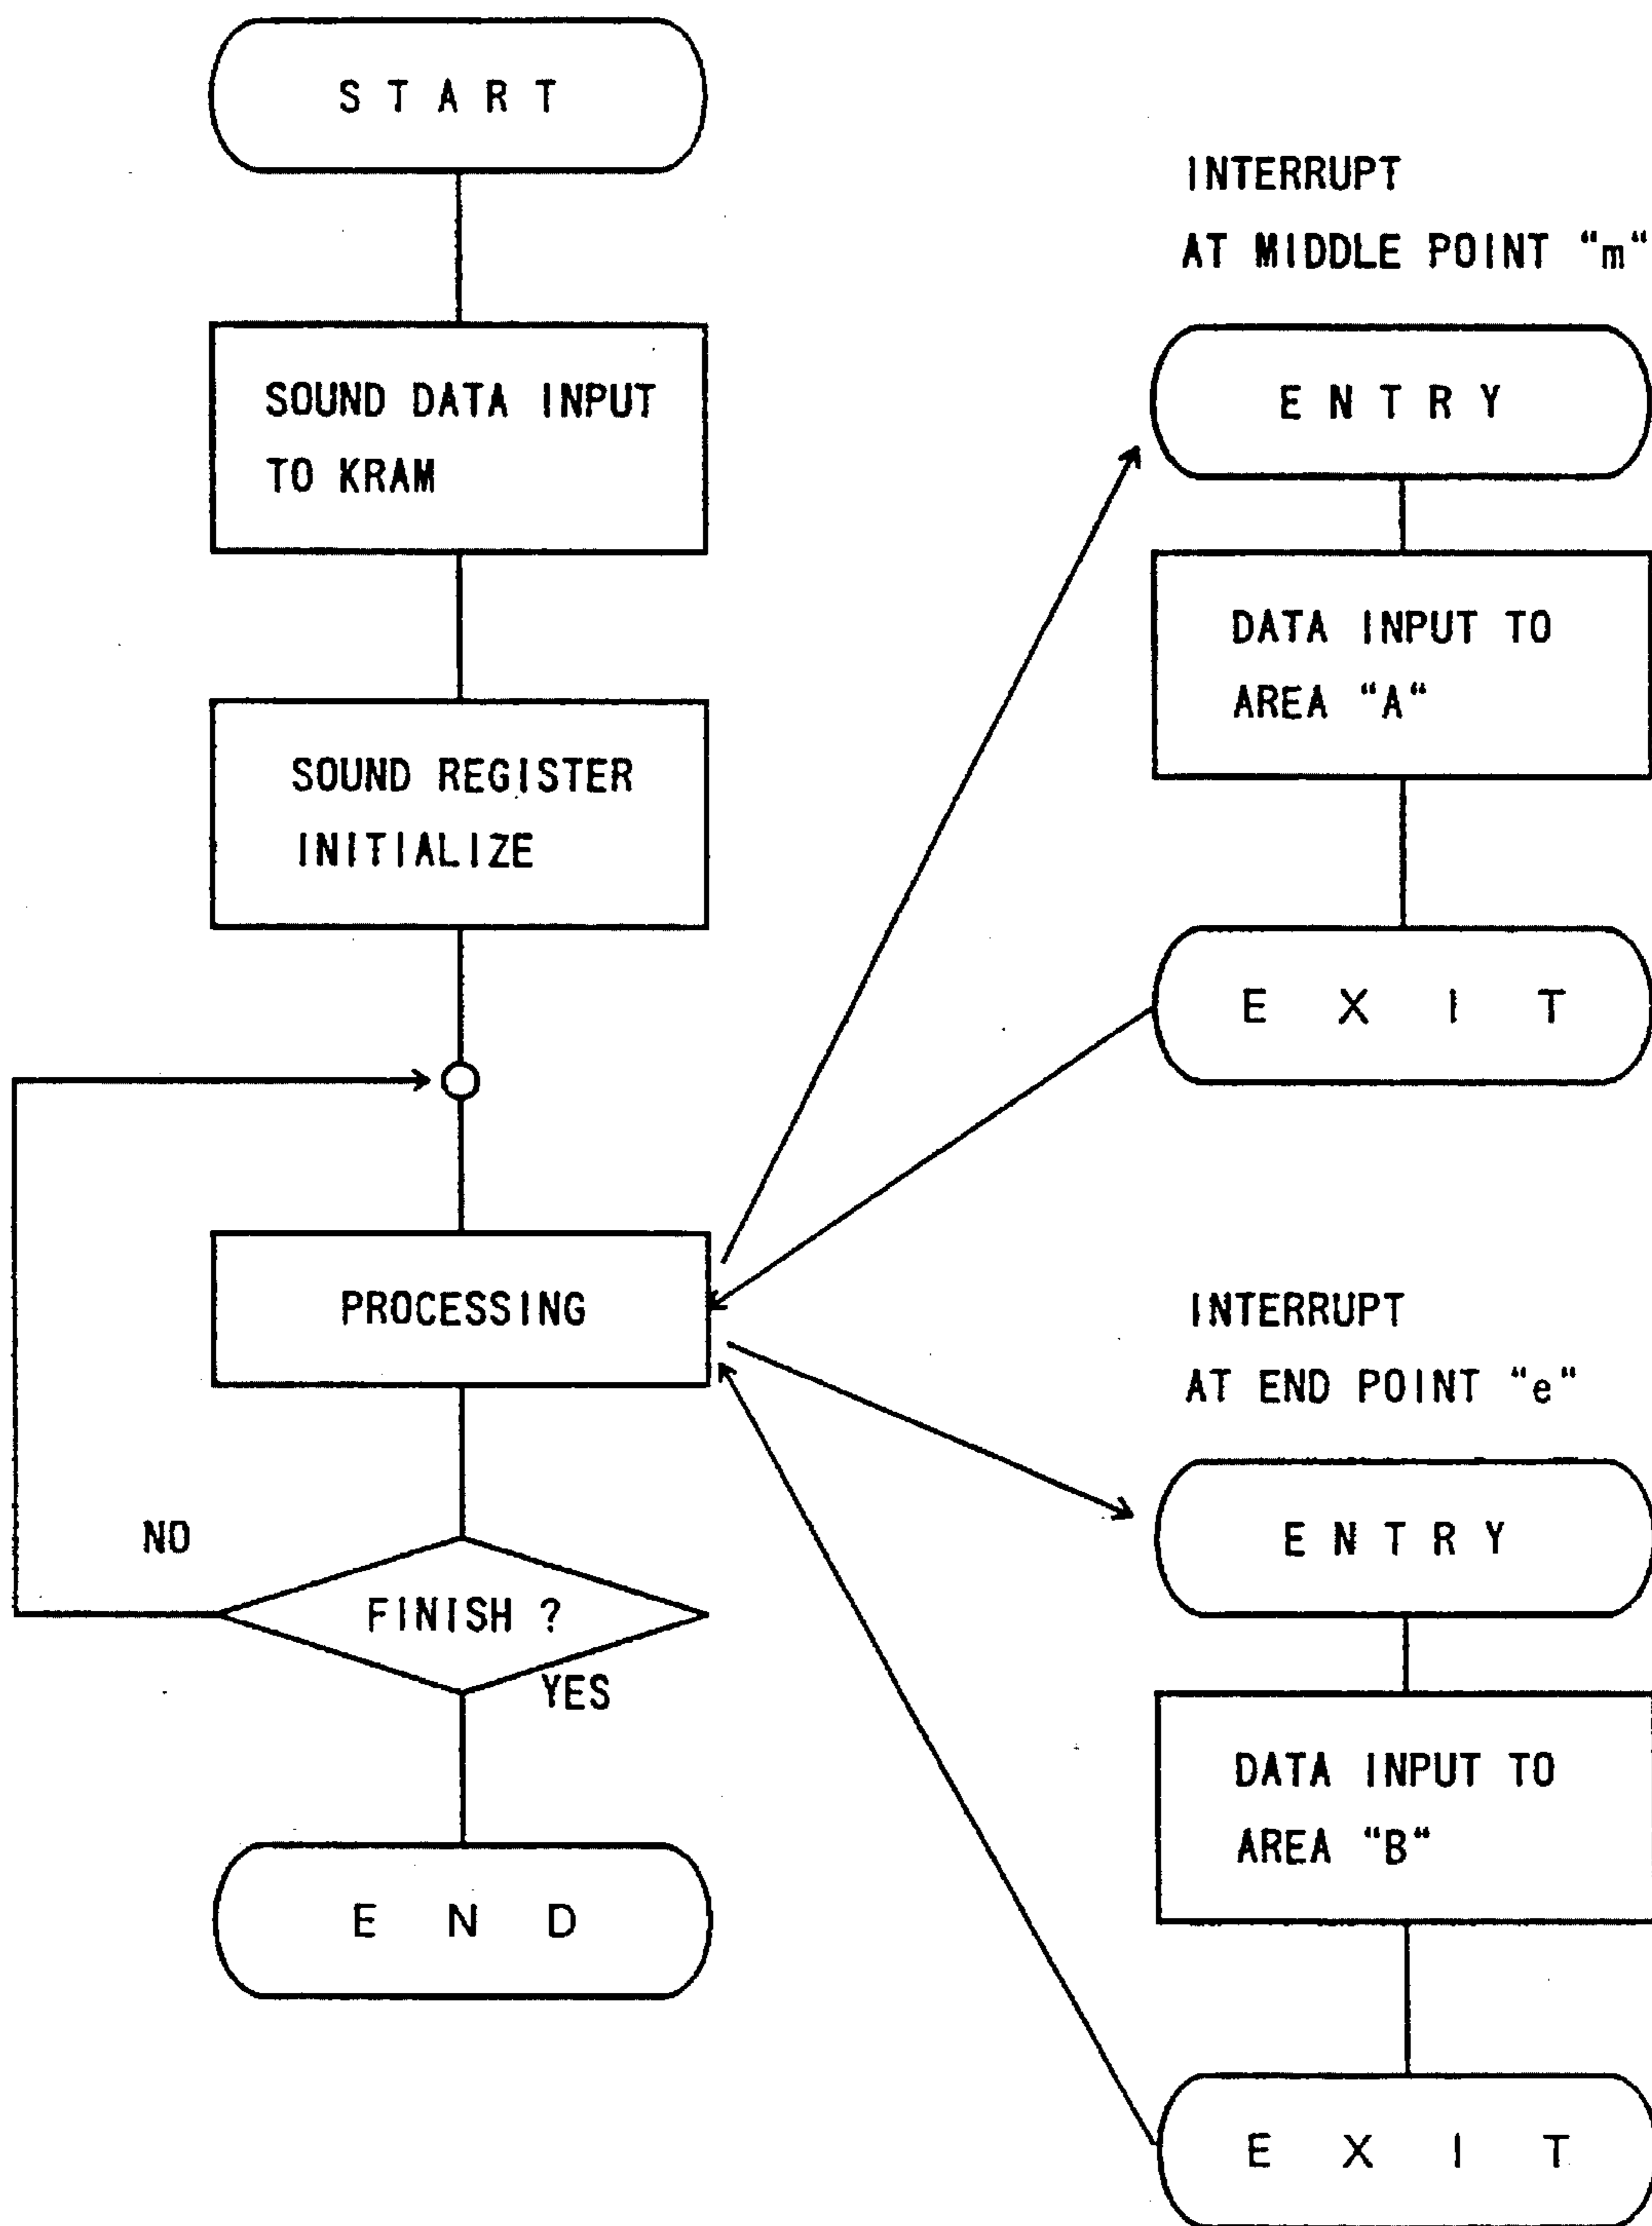 START
SOUND DATA INPUT
TO KRAM
SOUND REGISTER
INITIALIZE
PROCESSING
NO
FINISH ?
YES
END
INTERRUPT
AT MIDDLE POINT “m“
ENTRY
DATA INPUT TO
AREA “A“
EXIT
INTERRUPT
AT END POINT “e“
ENTRY
DATA INPUT TO
AREA “B“
EXIT